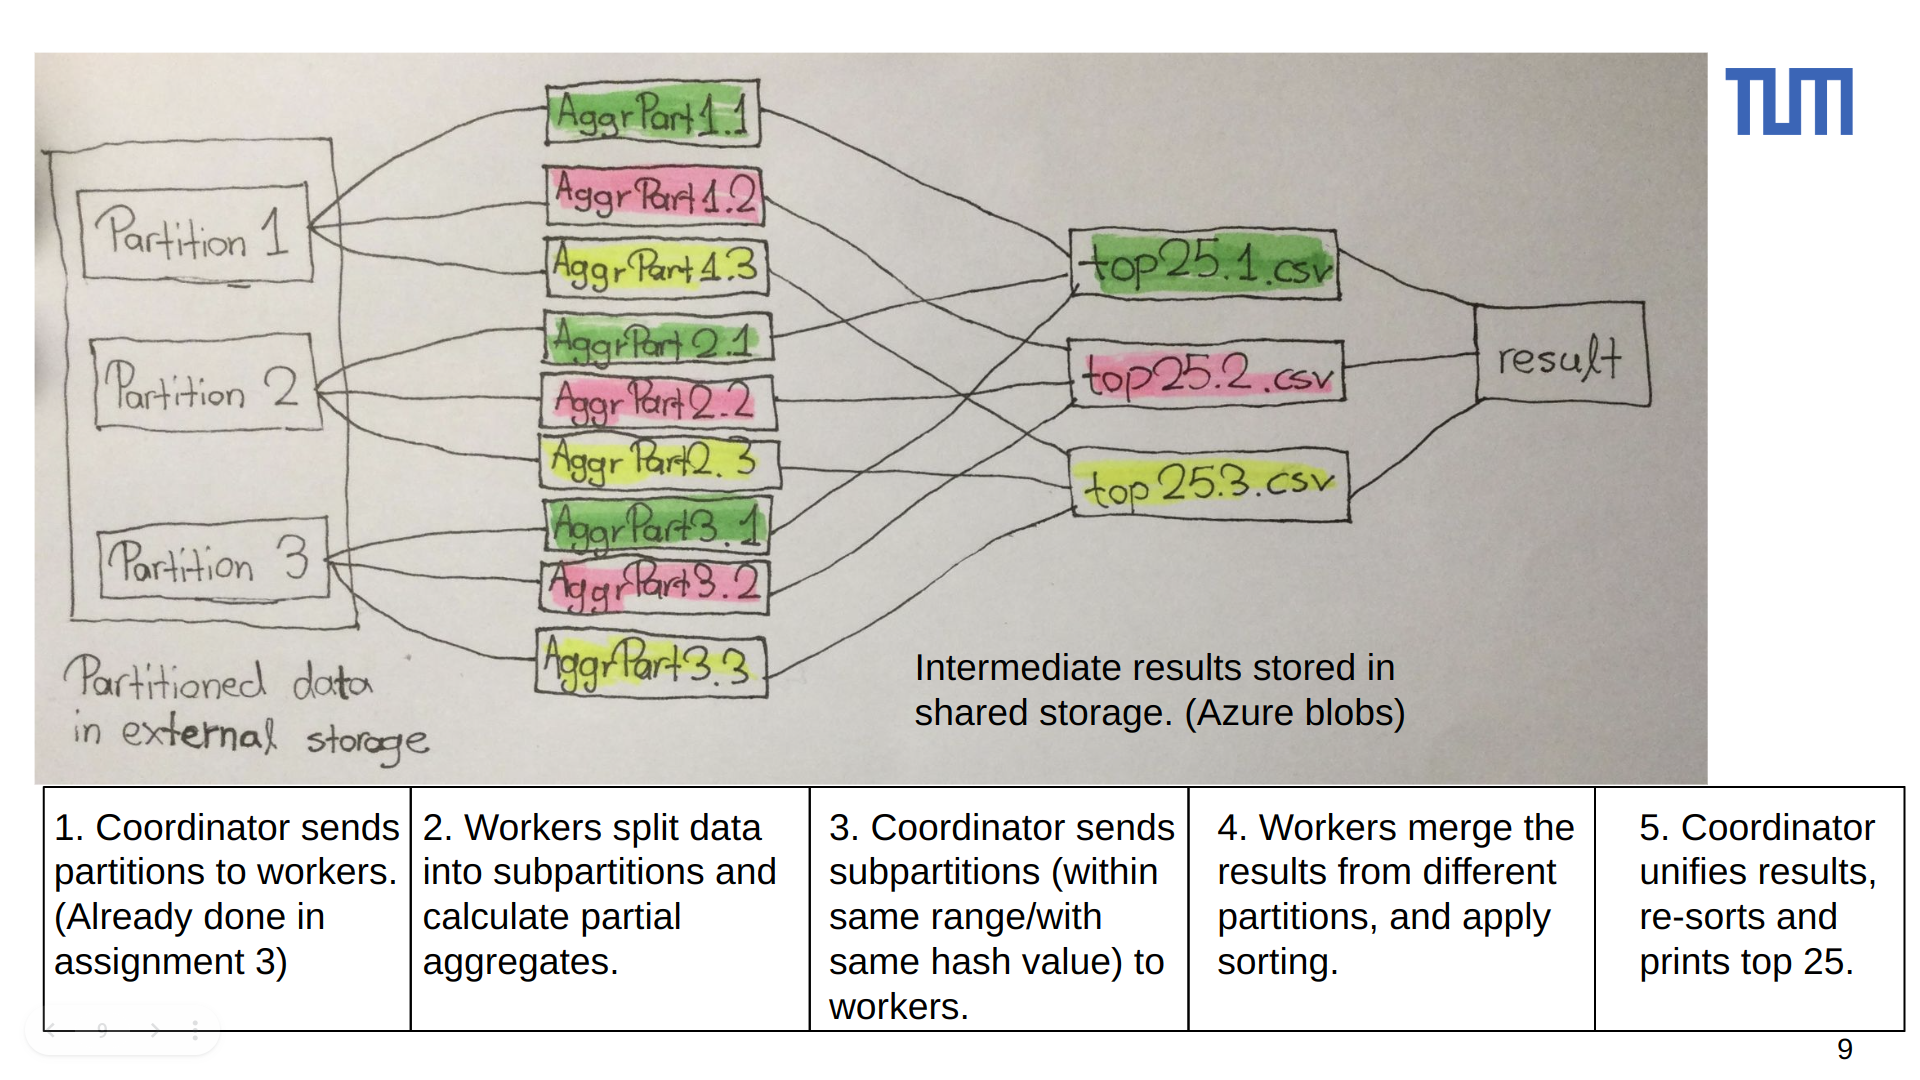 TUM
AggrPart1.1
AggrPart1.2
AggrPart1.3
AggrPart2.1
AggrPart2.2
AggrPart2.3
AggrPart3.1
AggrPart3.2
AggrPart3.3
Partition 1
Partition 2
Partition 3
Partitioned data
in external storage
top25.1.csv
top25.2.csv
top25.3.csv
result
Intermediate results stored in
shared storage. (Azure blobs)
1. Coordinator sends
partitions to workers.
(Already done in
assignment 3)
2. Workers split data
into subpartitions and
calculate partial
aggregates.
3. Coordinator sends
subpartitions (within
same range/with
same hash value) to
workers.
4. Workers merge the
results from different
partitions, and apply
sorting.
5. Coordinator
unifies results,
re-sorts and
prints top 25.
9
9